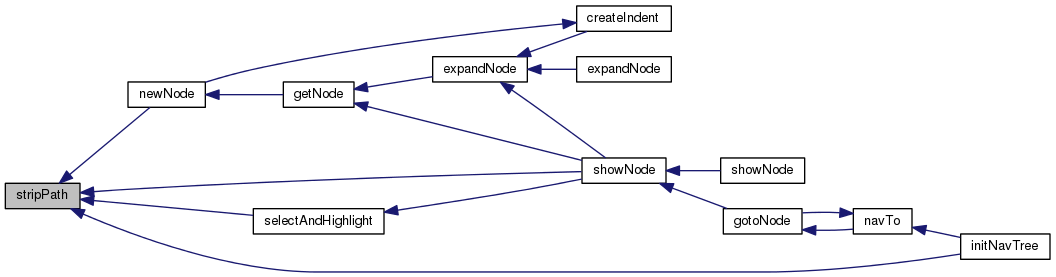 createIndent
expandNode
expandNode
newNode
getNode
showNode
showNode
stripPath
selectAndHighlight
gotoNode
navTo
initNavTree